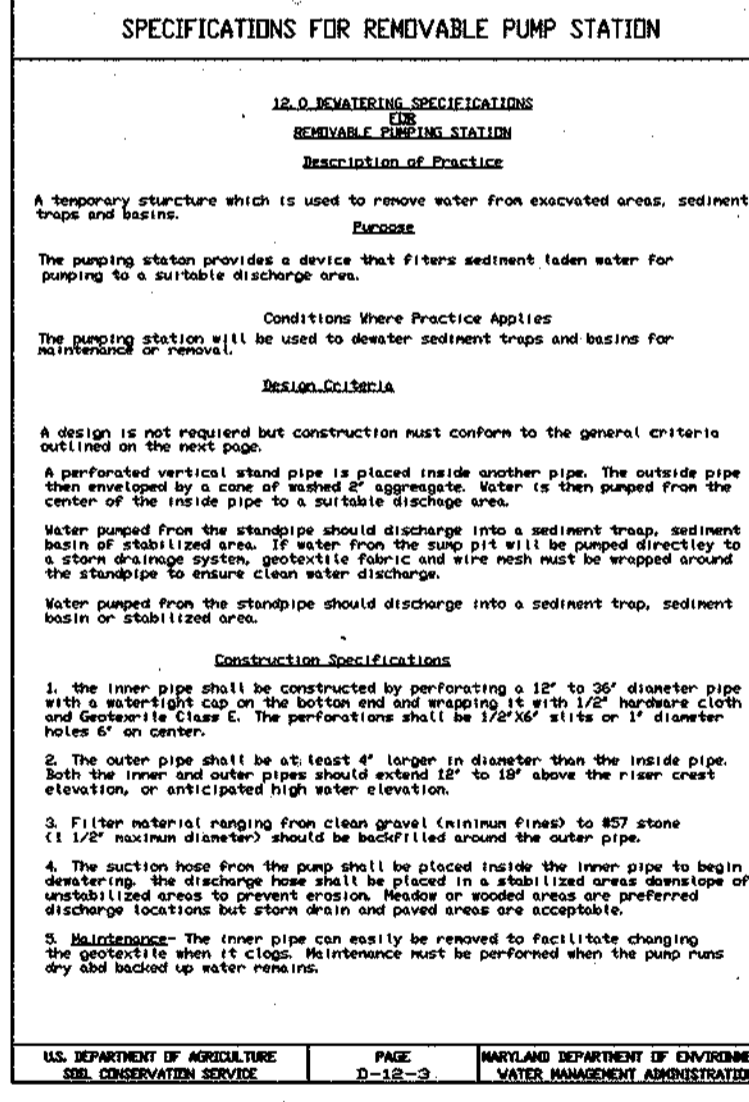 SPECIFICATIONS FOR REMOVABLE PUMP STATION
12.0 DEWATERING SPECIFICATIONS
FOR
REMOVABLE PUMPING STATION
Description of Practice
A temporary sturcture which is used to remove water from exacvated areas, sediment
traps and basins.
Purpose
The pumping staton provides a device that fiters sediment laden water for
pumping to a suitable discharge area.
Conditions Where Practice Applies
The pumping station will be used to dewater sediment traps and basins for
maintenance or removal.
Design Criteria
A design is not requierd but construction must conform to the general criteria
outlined on the next page.
A perforated vertical stand pipe is placed inside another pipe. The outside pipe
then enveloped by a cone of washed 2" aggreagate. Water is then pumped from the
center of the inside pipe to a suitable dischage area.
Water pumped from the standpipe should discharge into a sediment traap, sediment
basin of stabilized area. If water from the sump pit will be pumped directley to
a storm drainage system, geotextile fabric and wire mesh must be wrapped around
the standpipe to ensure clean water discharge.
Water pumped from the standpipe should discharge into a sediment trap, sediment
basin or stabilized area.
Construction Specifications
1. the inner pipe shall be constructed by perforating a 12" to 36" diameter pipe
with a watertight cap on the bottom end and wrapping it with 1/2" hardware cloth
and Geotexrile Class E. The perforations shall be 1/2"X6" slits or 1" diameter
holes 6" on center.
2. The outer pipe shall be at least 4" larger in diameter than the inside pipe.
Both the inner and outer pipes should extend 12" to 18" above the riser crest
elevation, or anticipated high water elevation.
3. Filter material ranging from clean gravel (minimum fines) to #57 stone
(1 1/2" maximum diameter) should be backfilled around the outer pipe.
4. The suction hose from the pump shall be placed inside the inner pipe to begin
dewatering. the discharge hose shall be placed in a stabilized areas downslope of
unstabilized areas to prevent erosion. Meadow or wooded areas are preferred
discharge locations but storm drain and paved areas are acceptable.
5. Maintenance- The inner pipe can easily be removed to facilitate changing
the geotextile when it clogs. Maintenance must be performed when the pump runs
dry abd backed up water remains.
U.S. DEPARTMENT OF AGRICULTURE
SOIL CONSERVATION SERVICE
PAGE
D-12-3
MARYLAND DEPARTMENT OF ENVIRONME
WATER MANAGEMENT ADMINISTRATION